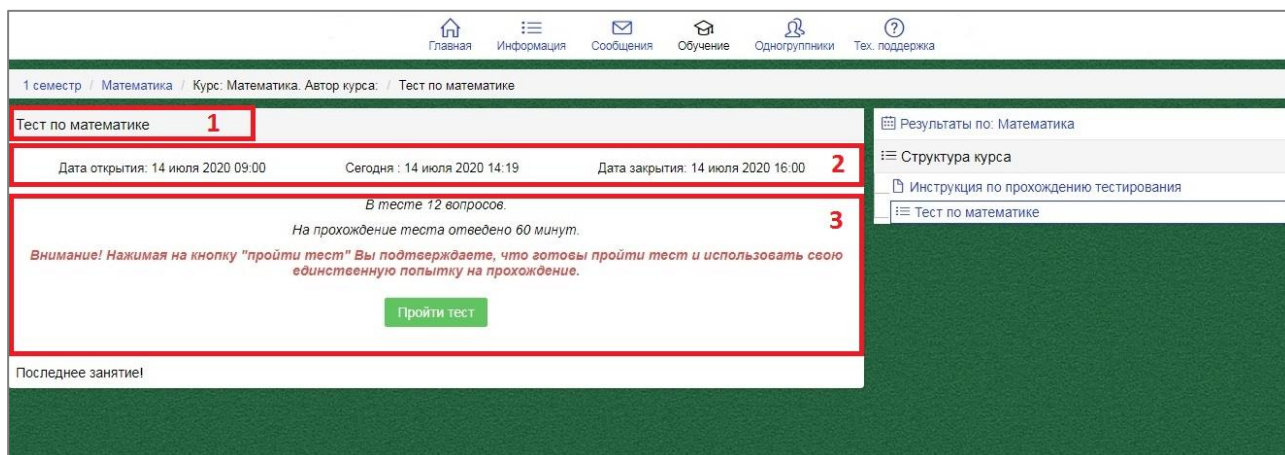 Главная Информация Сообщения Обучение Одногруппники Тех. поддержка
1 семестр / Математика / Курс: Математика. Автор курса: / Тест по математике
Тест по математике 1
Дата открытия: 14 июля 2020 09:00 Сегодня : 14 июля 2020 14:19 Дата закрытия: 14 июля 2020 16:00 2
В тесте 12 вопросов. 3
На прохождение теста отведено 60 минут.
Внимание! Нажимая на кнопку "пройти тест" Вы подтверждаете, что готовы пройти тест и использовать свою
единственную попытку на прохождение.
Пройти тест
Последнее занятие!
Результаты по: Математика
Структура курса
Инструкция по прохождению тестирования
Тест по математике